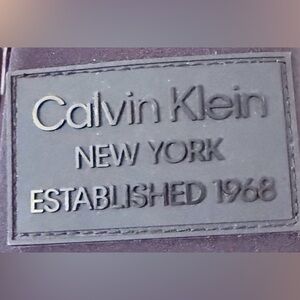 Calvin Klein
NEW YORK
ESTABLISHED 1968